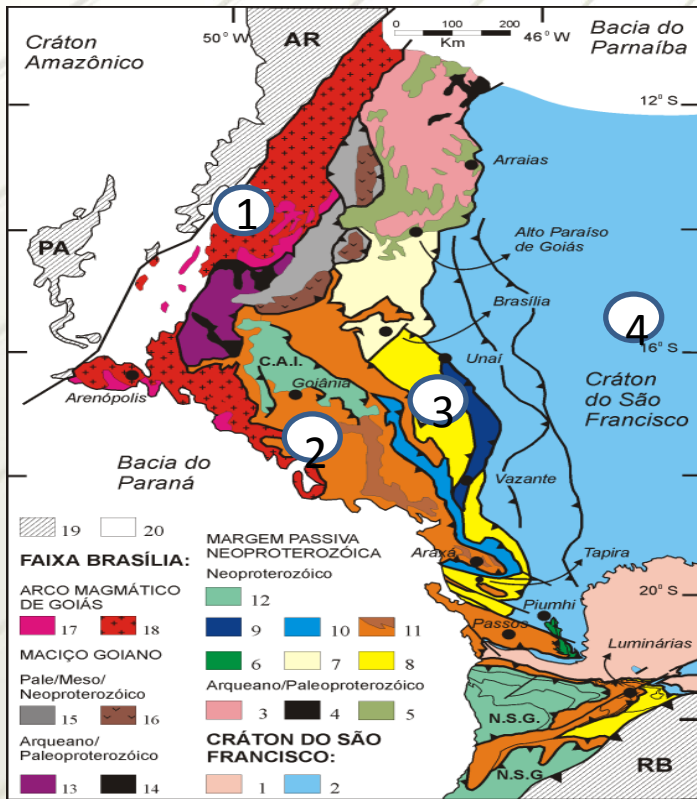 Cráton
Amazônico
50° W
AR
0 100 200
Km
46° W
Bacia do
Parnaíba
12° S
Arraias
1
PA
Alto Paraíso
de Goiás
Brasília
4
16° S
Unaí
C.A.I.
Goiânia
3
Cráton
do São
Francisco
Arenópolis
2
Bacia do
Paraná
Vazante
19 20
FAIXA BRASÍLIA:
ARCO MAGMÁTICO
DE GOIÁS
17 18
MACIÇO GOIANO
Pale/Meso/
Neoproterozóico
15 16
Arqueano/
Paleoproterozóico
13 14
MARGEM PASSIVA
NEOPROTEROZÓICA
Neoproterozóico
12
9 10 11
6 7 8
Arqueano/Paleoproterozóico
3 4 5
CRÁTON DO SÃO
FRANCISCO:
1 2
Araxá
Tapira
20° S
Piumhi
Passos
Luminárias
N.S.G.
N.S.G.
RB